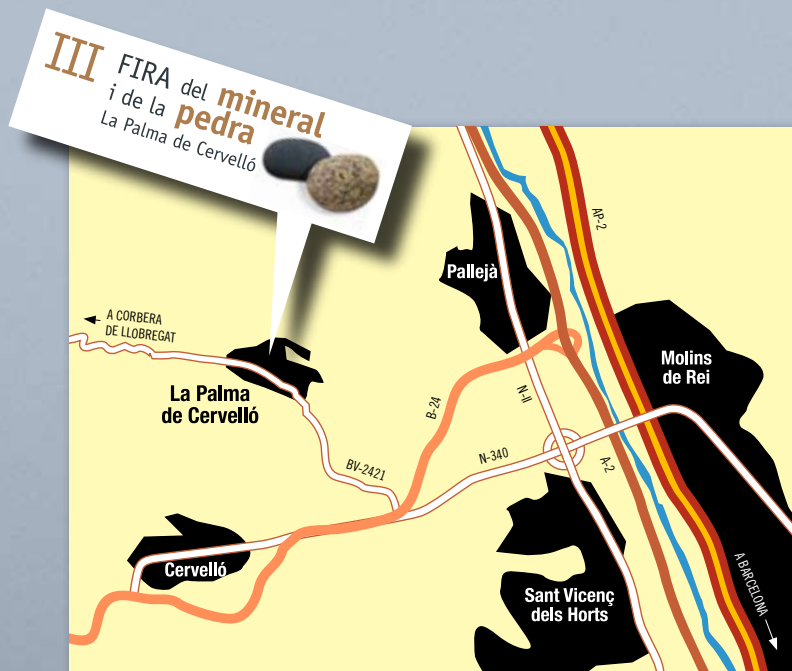 III FIRA del mineral
i de la pedra
La Palma de Cervelló
AP-2
Pallejà
A CORBERA
DE LLOBREGAT
Molins
de Rei
La Palma
de Cervelló
B-24
N-II
N-340
A-2
BV-2421
Cervelló
A BARCELONA
Sant Vicenç
dels Horts